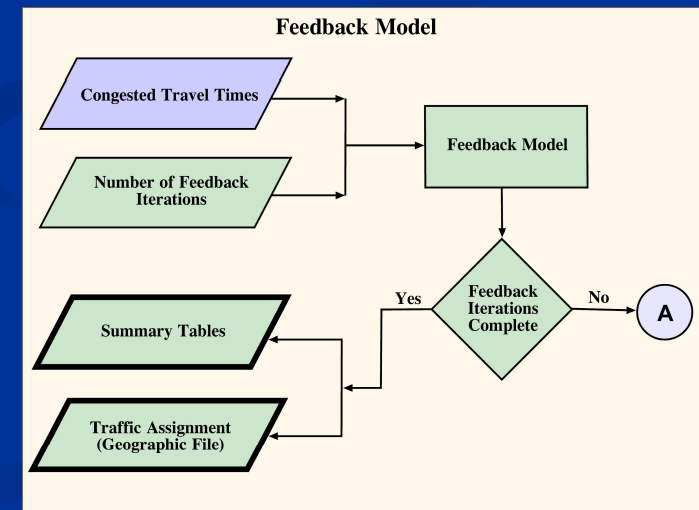 Feedback Model
Congested Travel Times
Number of Feedback
Iterations
Feedback Model
Feedback
Iterations
Complete
Yes
No
A
Summary Tables
Traffic Assignment
(Geographic File)